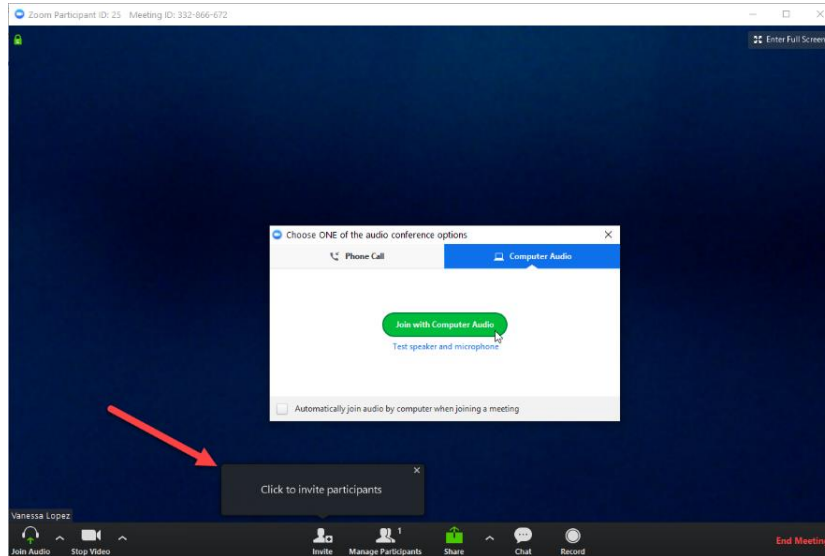 Zoom Participant ID: 25 Meeting ID: 332-866-672
Enter Full Screen
Choose ONE of the audio conference options
Phone Call
Computer Audio
Join with Computer Audio
Test speaker and microphone
Automatically join audio by computer when joining a meeting
Click to invite participants
Vanessa Lopez
1
Join Audio Stop Video Invite Manage Participants Share Chat Record End Meeting